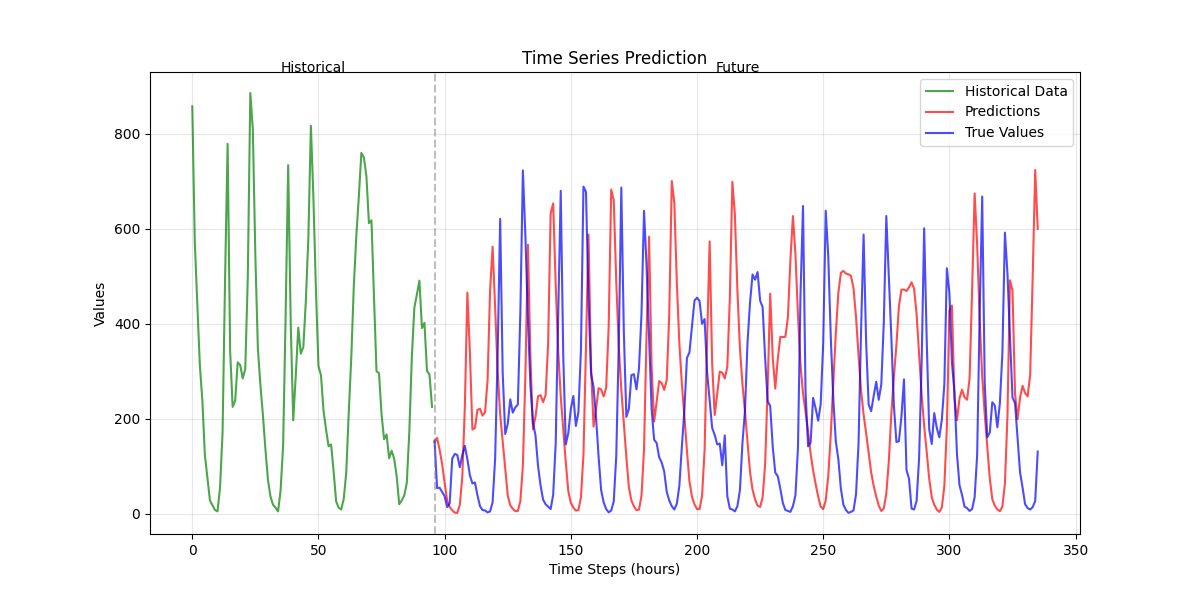 Time Series Prediction
Historical
Future
Historical Data
Predictions
True Values
Values
800
600
400
200
0
0
50
100
150
200
250
300
350
Time Steps (hours)